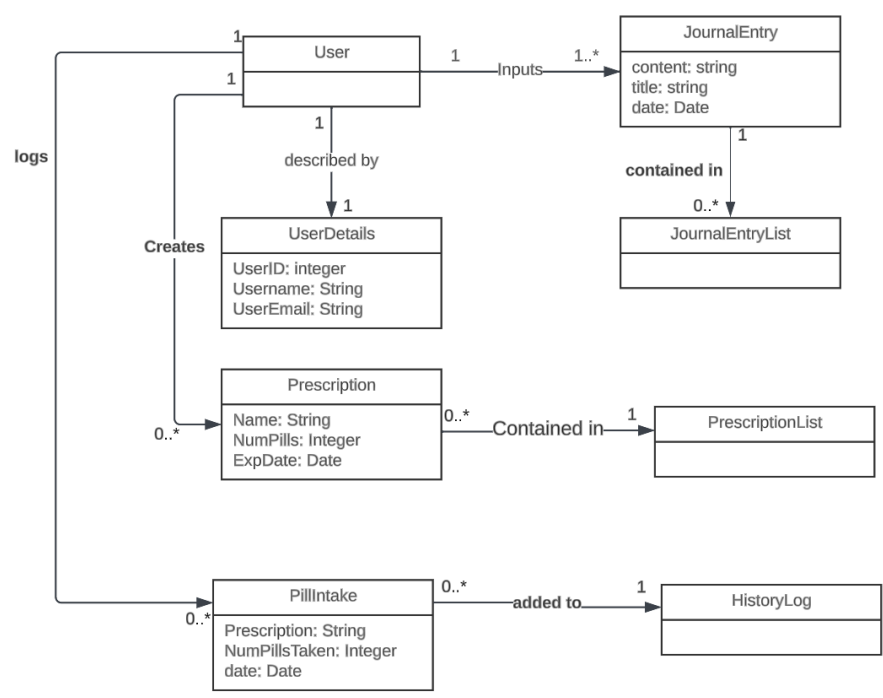 User
1
1
logs
Creates
1
Inputs
1..*
JournalEntry
content: string
title: string
date: Date
1
described by
1
1
contained in
0..*
JournalEntryList
UserDetails
UserID: integer
Username: String
UserEmail: String
0..*
Prescription
Name: String
NumPills: Integer
ExpDate: Date
0..*
Contained in
1
PrescriptionList
0..*
PillIntake
Prescription: String
NumPillsTaken: Integer
date: Date
0..*
added to
1
HistoryLog